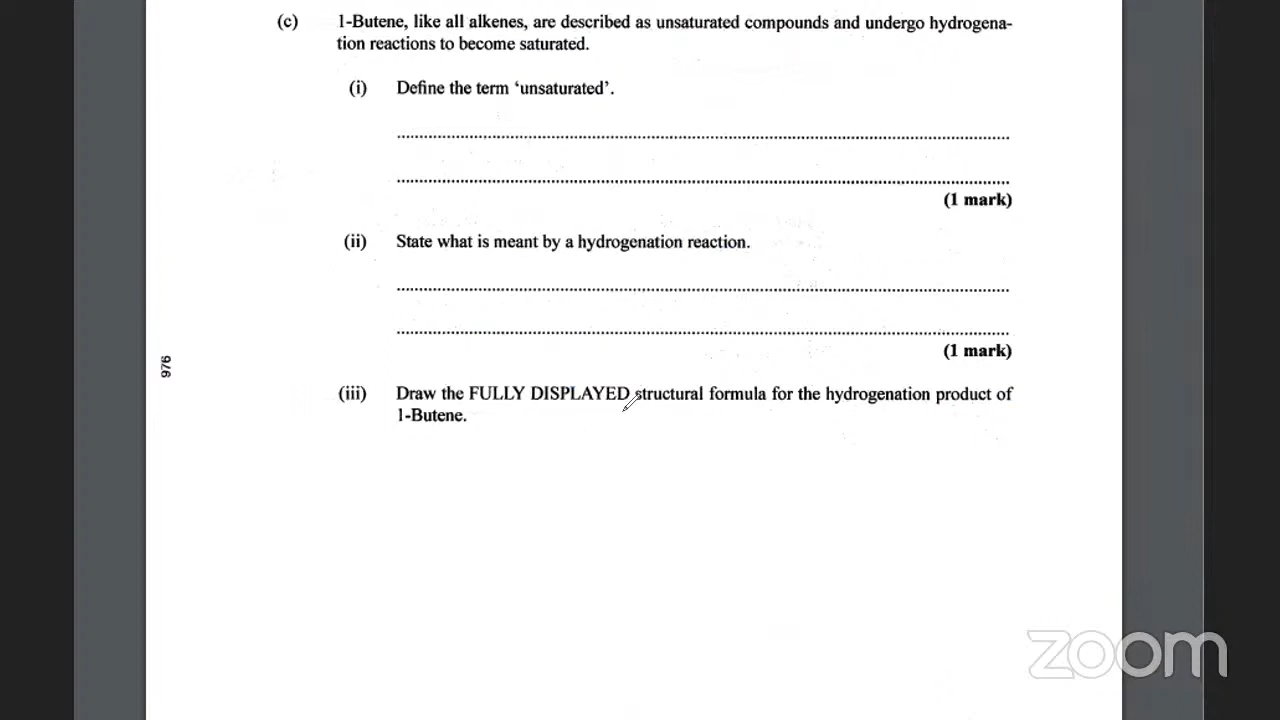 (c) 1-Butene, like all alkenes, are described as unsaturated compounds and undergo hydrogena-
tion reactions to become saturated.
(i) Define the term ‘unsaturated’.
(1 mark)
(ii) State what is meant by a hydrogenation reaction.
(1 mark)
976
(iii) Draw the FULLY DISPLAYED structural formula for the hydrogenation product of
1-Butene.
zoom